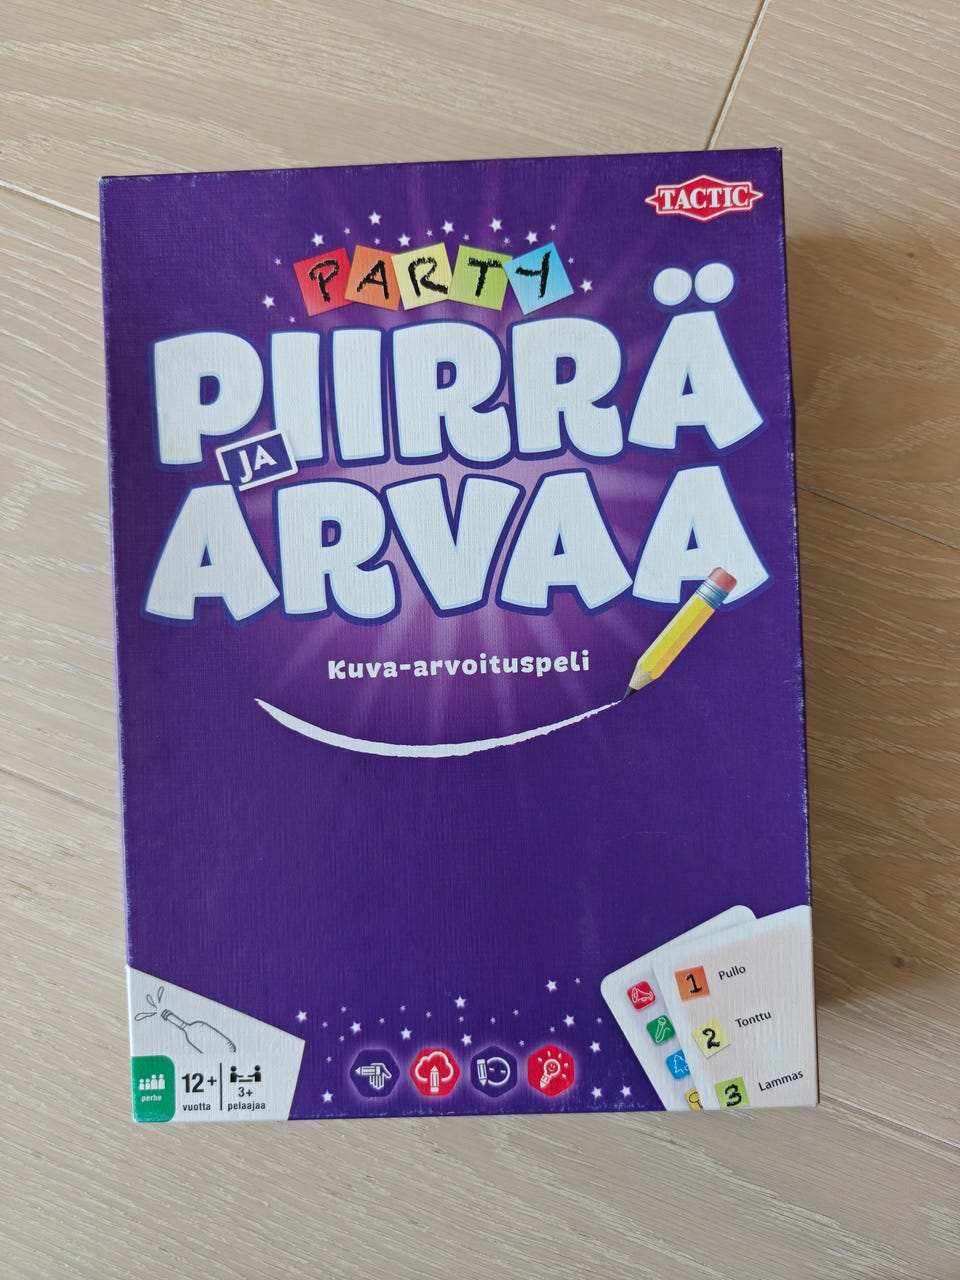 TACTIC
PARTY
PIIRRÄ
JA
ARVAA
Kuva-arvoituspeli
1 Pullo
2 Tonttu
3 Lammas
perhe
12+
vuotta
3+
pelaajaa